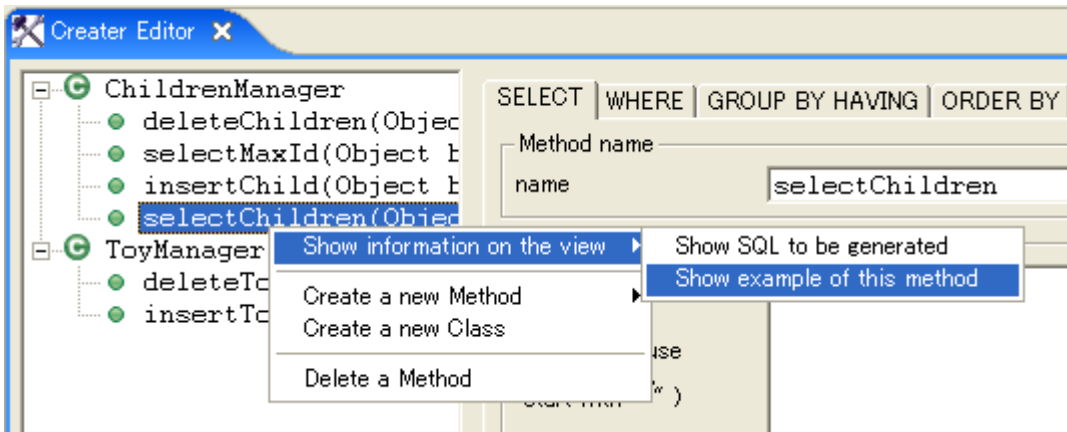 Creater Editor
ChildrenManager
deleteChildren(Objec
selectMaxId(Object b
insertChild(Object b
selectChildren(Objec
ToyManager
deleteTo
insertTo
SELECT WHERE GROUP BY HAVING ORDER BY
Method name
name selectChildren
Show information on the view
Create a new Method
Create a new Class
Delete a Method
Show SQL to be generated
Show example of this method